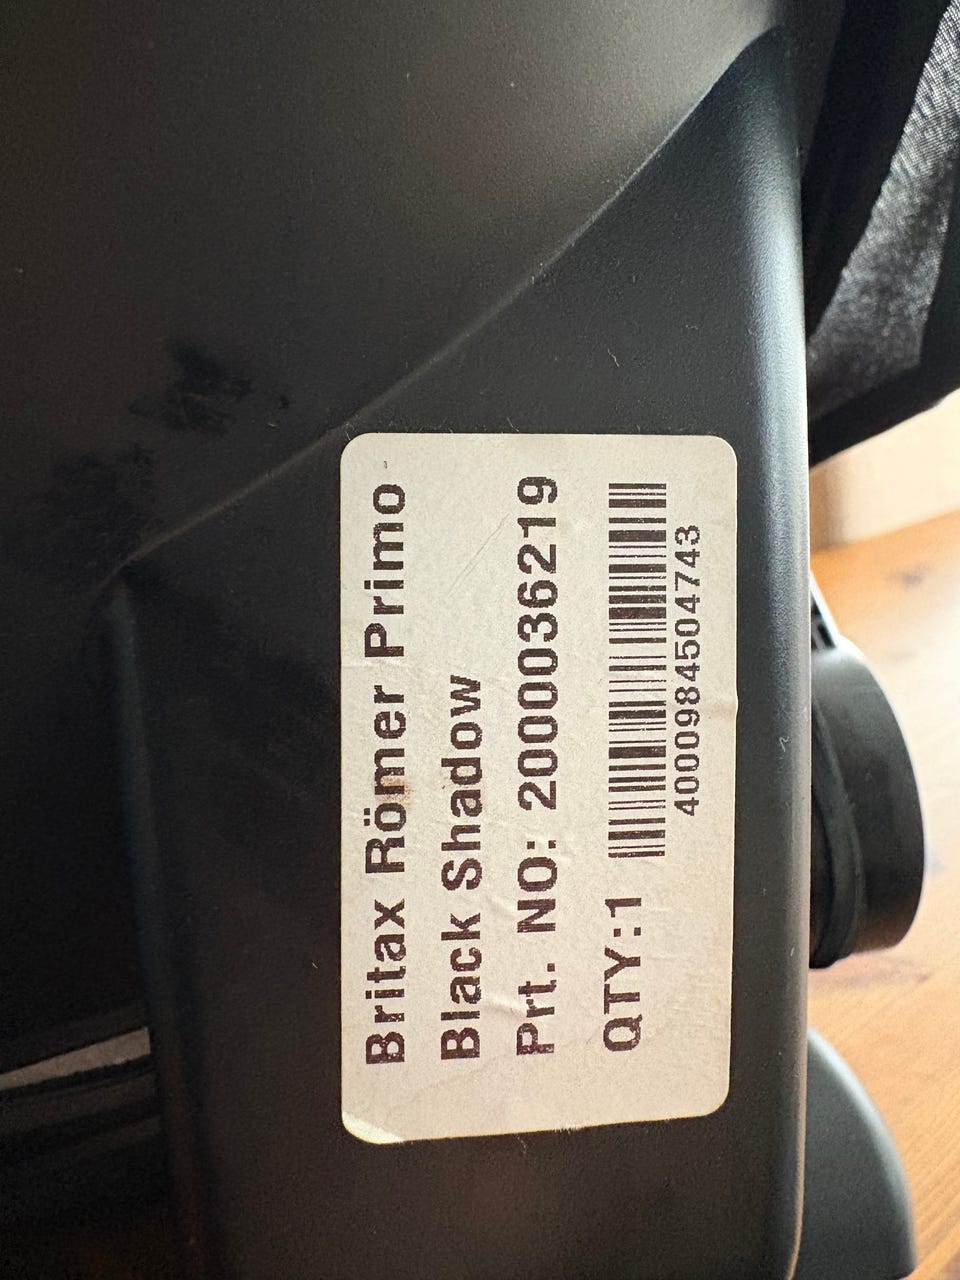 Britax Römer Primo
Black Shadow
Prt. NO: 2000036219
QTY:1
4000984504743